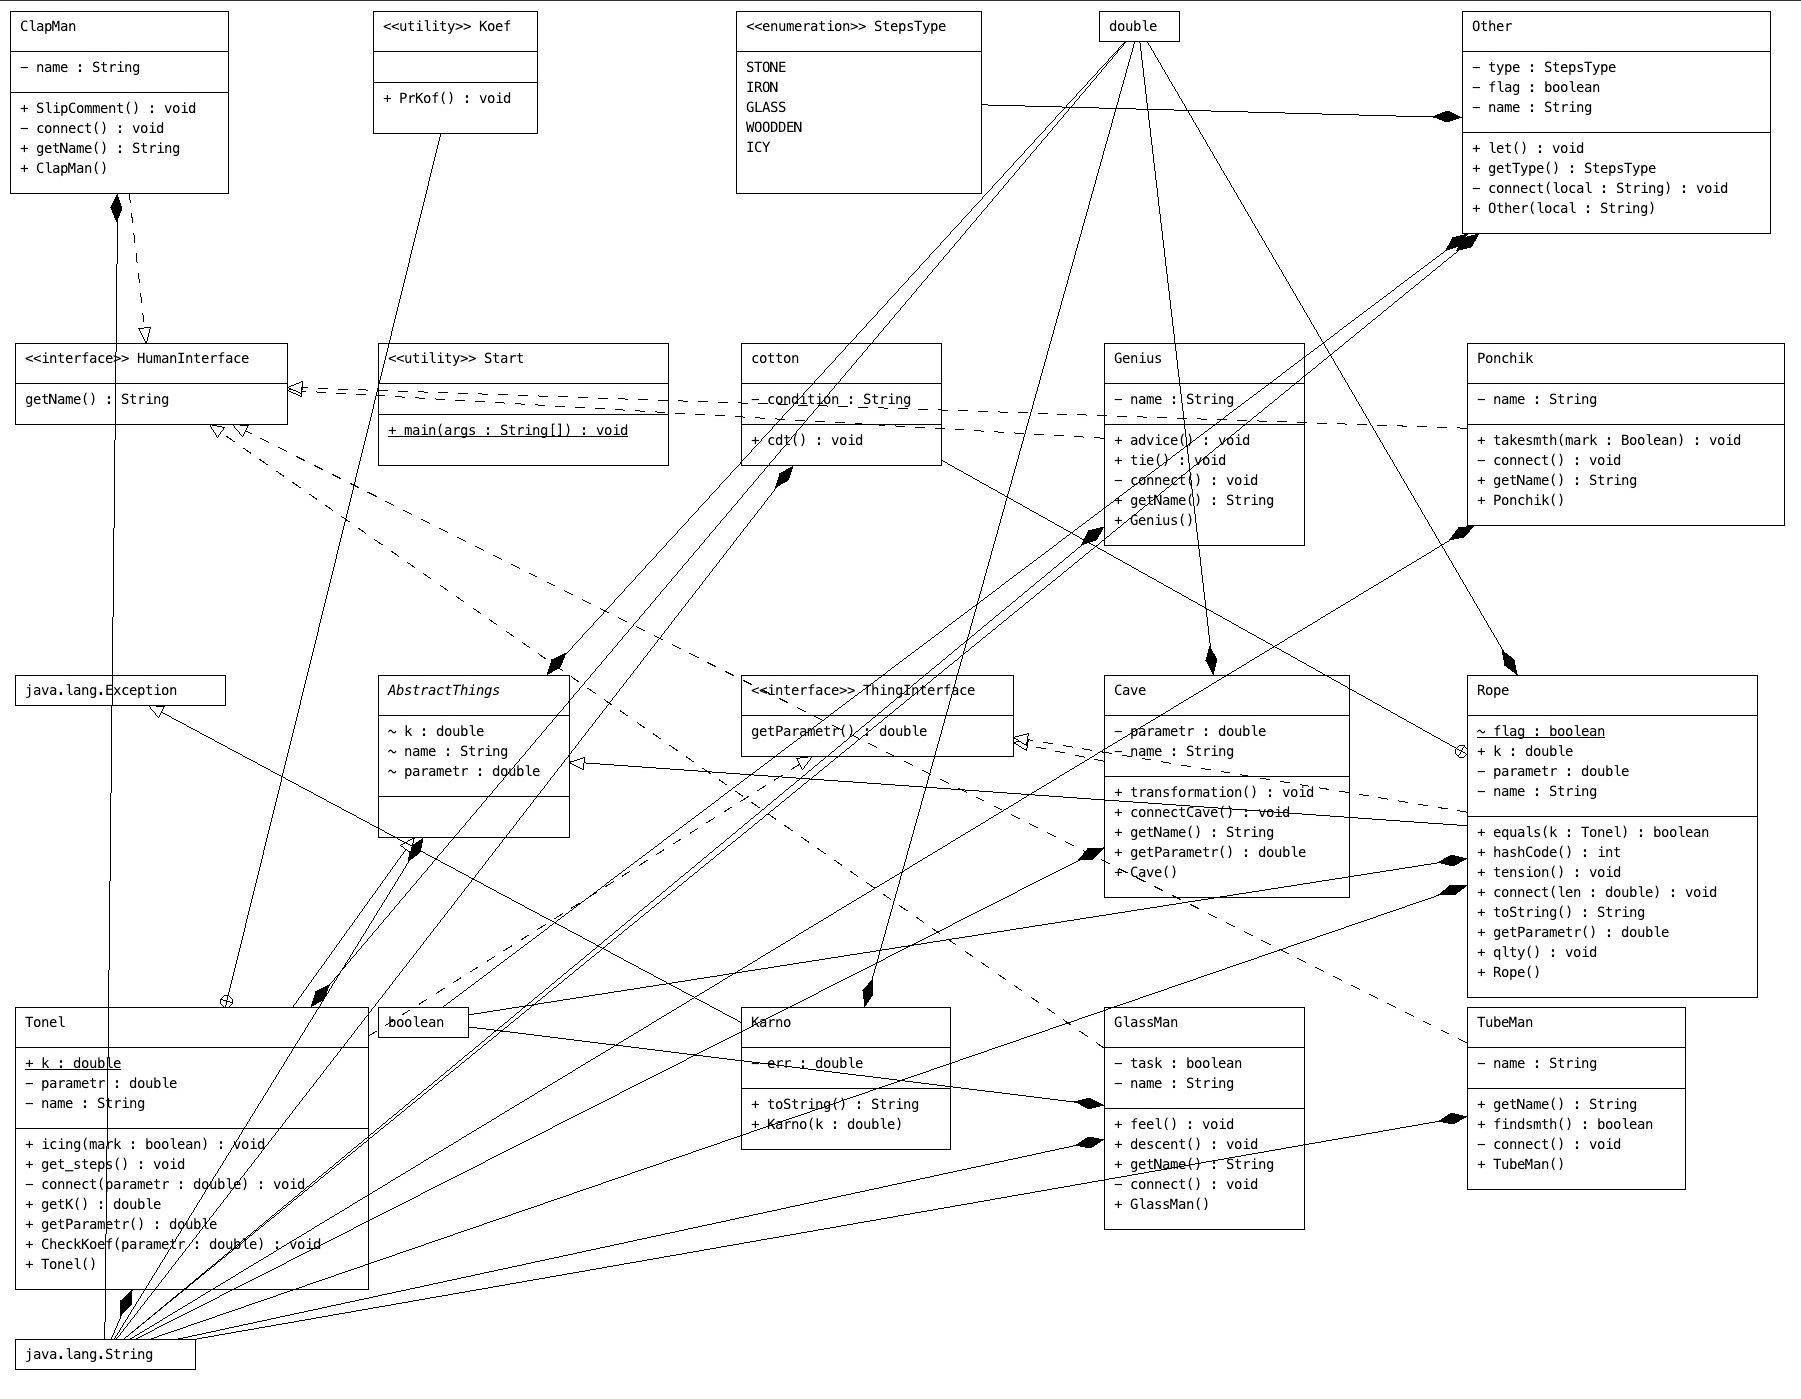 ClapMan
− name : String
+ SlipComment() : void
− connect() : void
+ getName() : String
+ ClapMan()
<<utility>> Koef
+ PrKof() : void
<<enumeration>> StepsType
STONE
IRON
GLASS
WOODDEN
ICY
double
Other
− type : StepsType
− flag : boolean
− name : String
+ let() : void
+ getType() : StepsType
− connect(local : String) : void
+ Other(local : String)
<<interface>> HumanInterface
getName() : String
<<utility>> Start
+ main(args : String[]) : void
cotton
− condition : String
+ cdt() : void
Genius
− name : String
+ advice() : void
+ tie() : void
− connect() : void
+ getName() : String
+ Genius()
Ponchik
− name : String
+ takesmth(mark : Boolean) : void
− connect() : void
+ getName() : String
+ Ponchik()
java.lang.Exception
AbstractThings
~ k : double
~ name : String
~ parametr : double
<<interface>> ThingInterface
getParametr() : double
Cave
− parametr : double
− name : String
+ transformation() : void
+ connectCave() : void
+ getName() : String
+ getParametr() : double
+ Cave()
Rope
~ flag : boolean
+ k : double
− parametr : double
− name : String
+ equals(k : Tonel) : boolean
+ hashCode() : int
+ tension() : void
+ connect(len : double) : void
+ toString() : String
+ getParametr() : double
+ qlty() : void
+ Rope()
Tonel
+ k : double
− parametr : double
− name : String
+ icing(mark : boolean) : void
+ get_steps() : void
− connect(parametr : double) : void
+ getK() : double
+ getParametr() : double
+ CheckKoef(parametr : double) : void
+ Tonel()
boolean
Karno
− err : double
+ toString() : String
+ Karno(k : double)
GlassMan
− task : boolean
− name : String
+ feel() : void
+ descent() : void
+ getName() : String
− connect() : void
+ GlassMan()
TubeMan
− name : String
+ getName() : String
+ findsmth() : boolean
− connect() : void
+ TubeMan()
java.lang.String